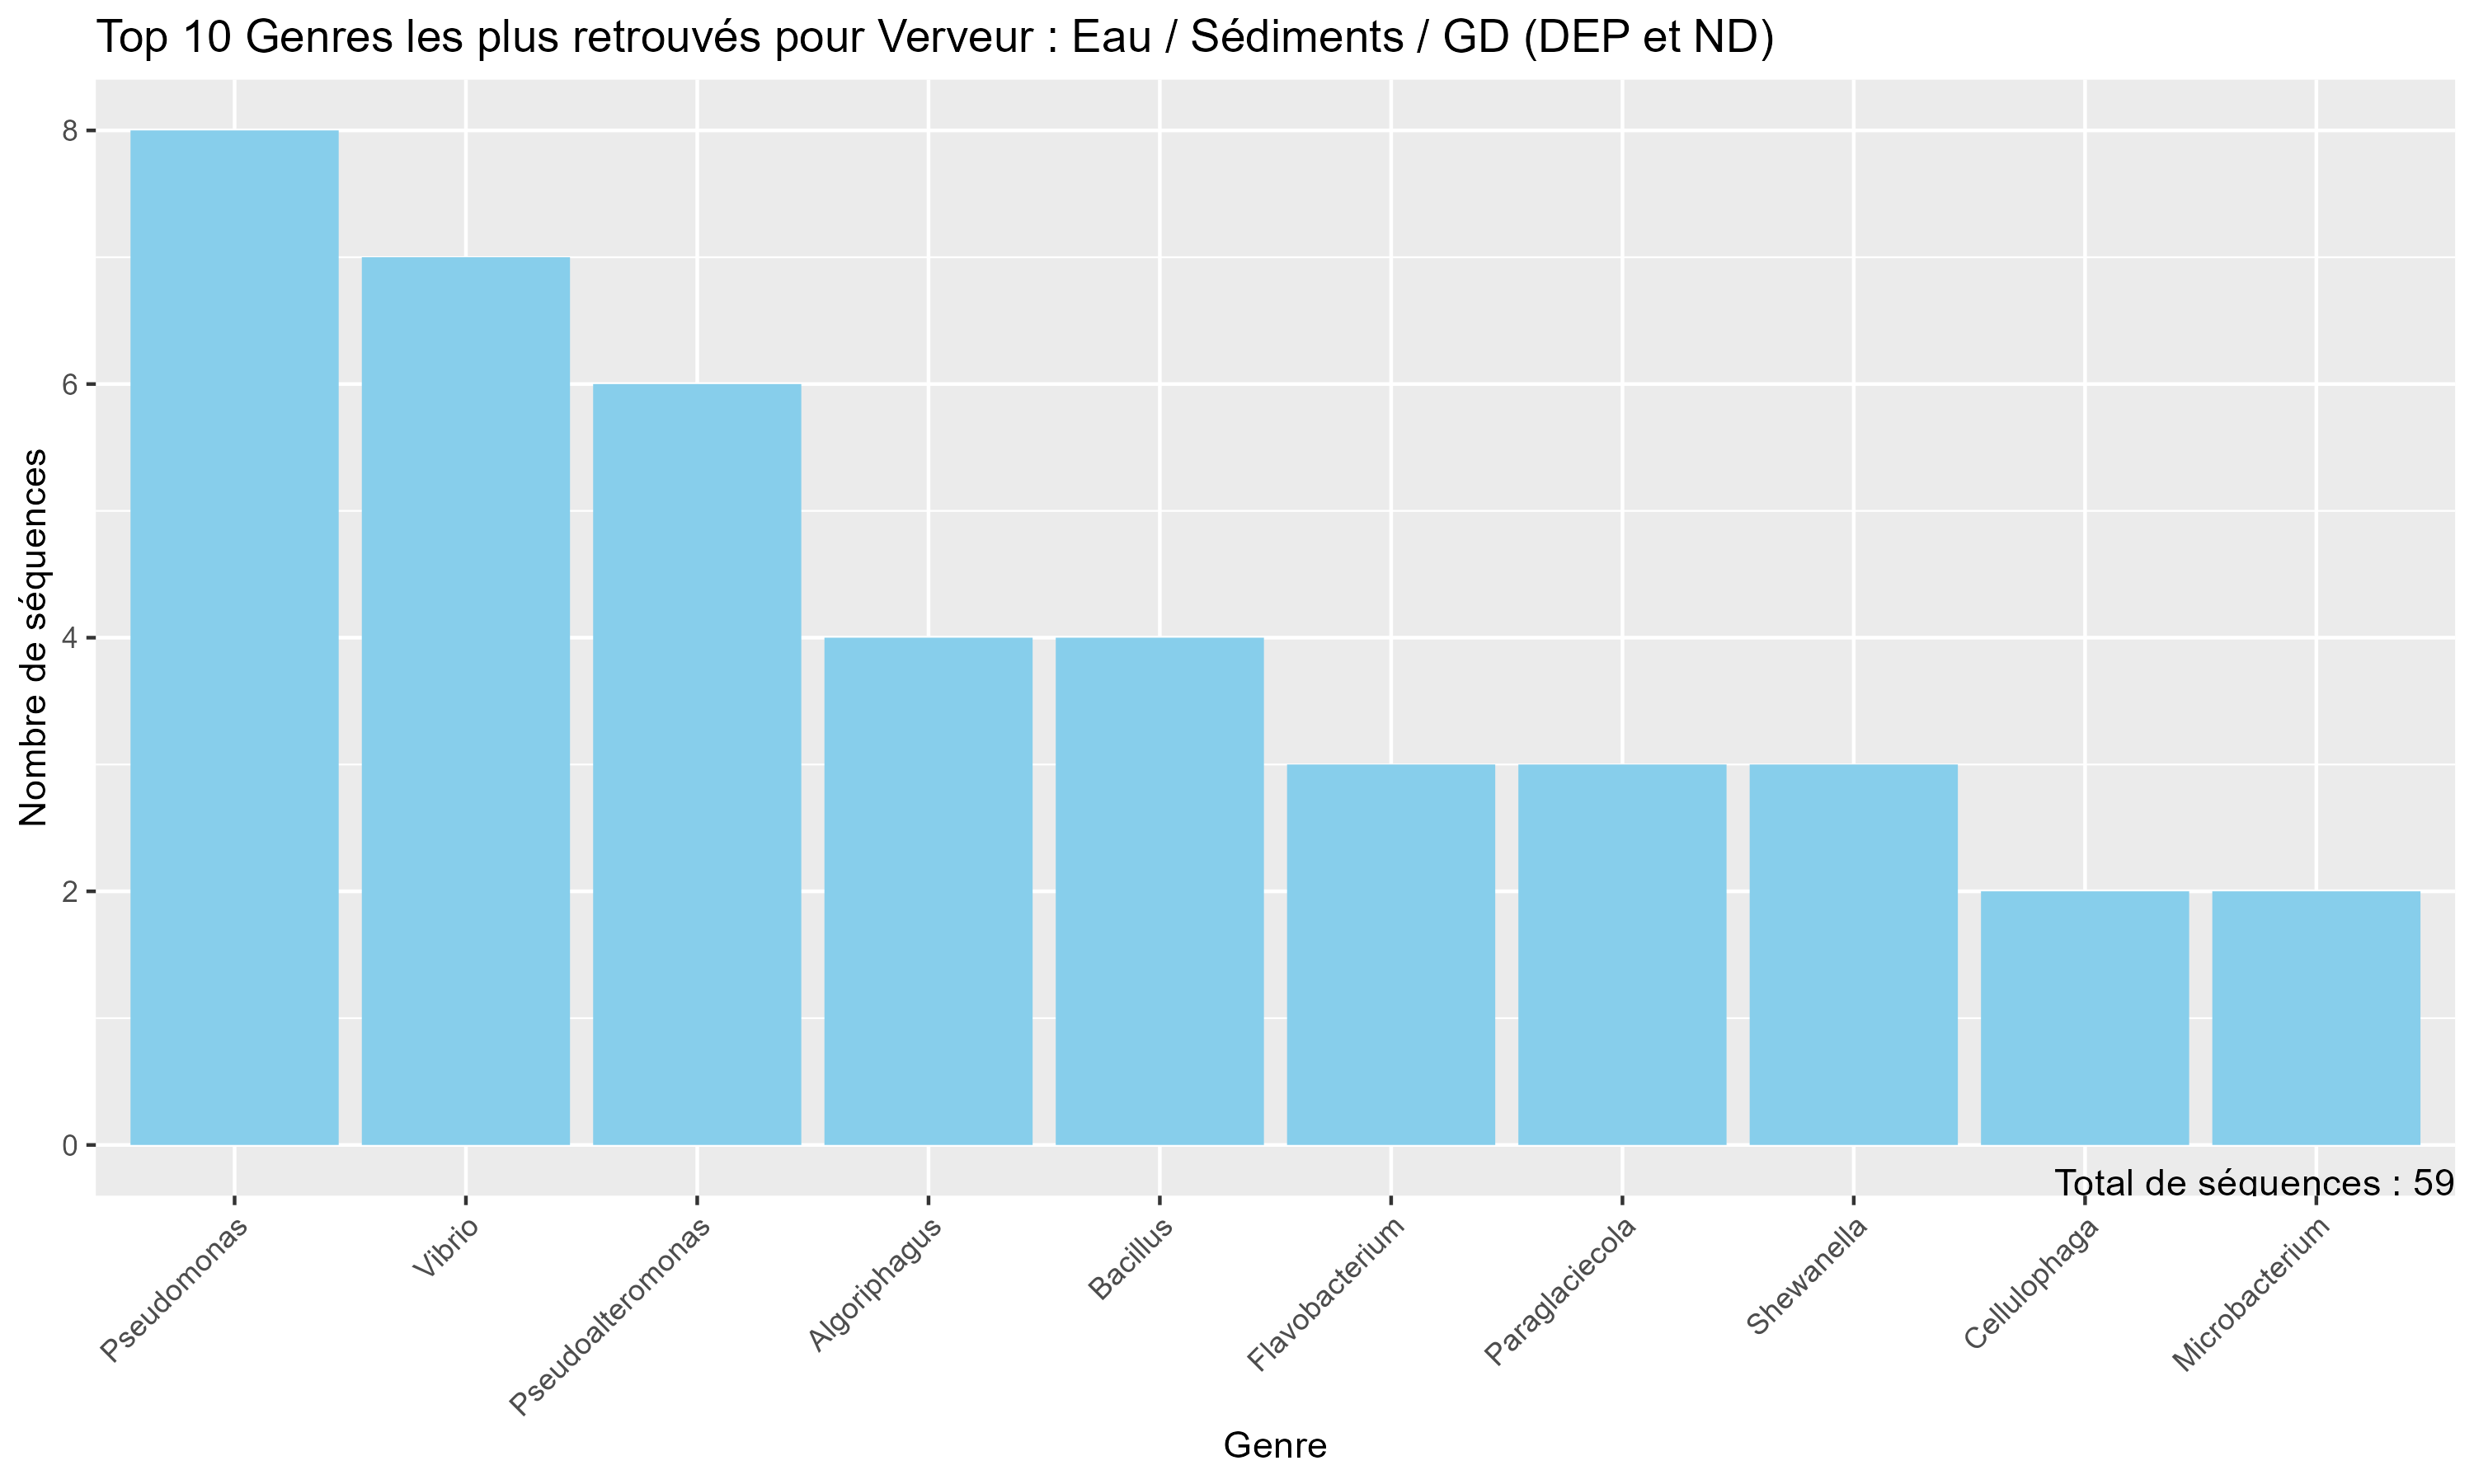 Top 10 Genres les plus retrouvés pour Verveur : Eau / Sédiments / GD (DEP et ND)
Nombre de séquences
8
6
4
2
0
Total de séquences : 59
Pseudomonas
Vibrio
Pseudoalteromonas
Algoriphagus
Bacillus
Flavobacterium
Paraglaciecola
Shewanella
Cellulophaga
Microbacterium
Genre